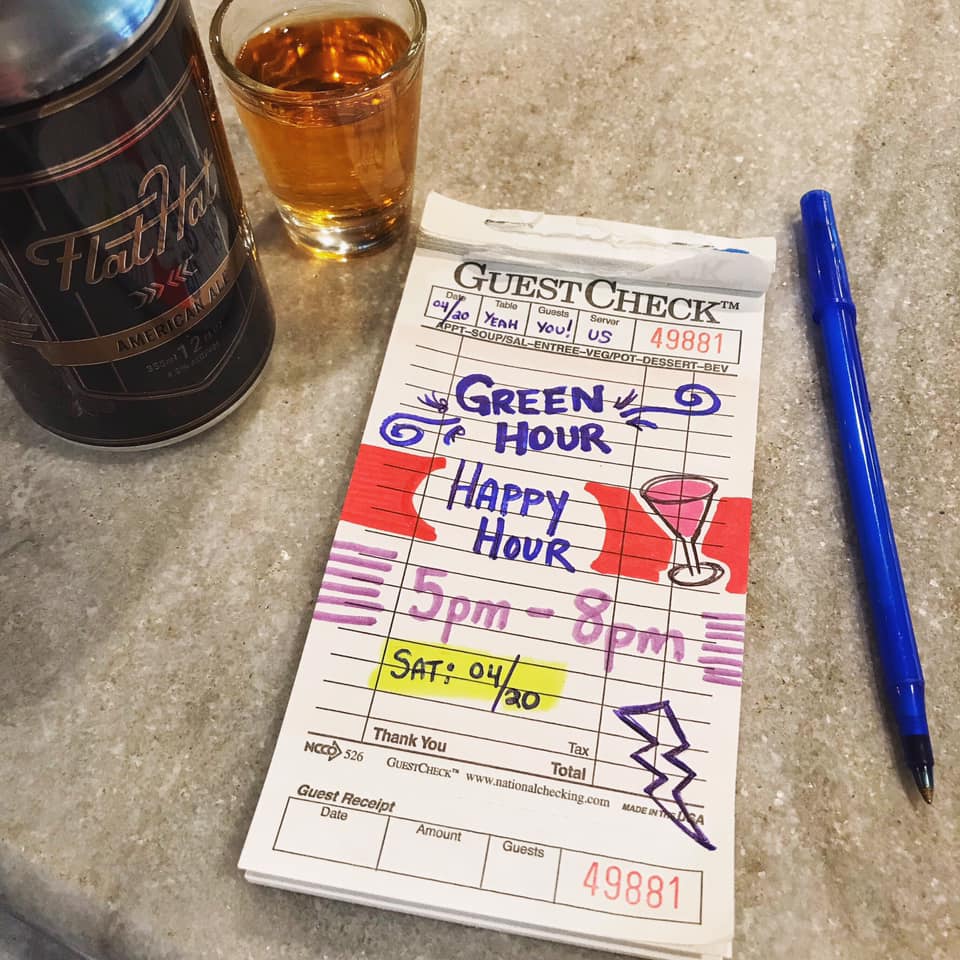 FlatHat
AMERICAN ALE
GUEST CHECK™
Date Table Guests Server
04/20 YEAH YOU! US 49881
APPT-SOUP/SAL-ENTREE-VEG/POT-DESSERT-BEV
GREEN
HOUR
HAPPY
HOUR
5pm - 8pm
SAT: 04/20
Thank You Tax
Total
NCCO 526 GUESTCHECK™ www.nationalchecking.com MADE IN THE USA
Guest Receipt
Date Amount Guests
49881